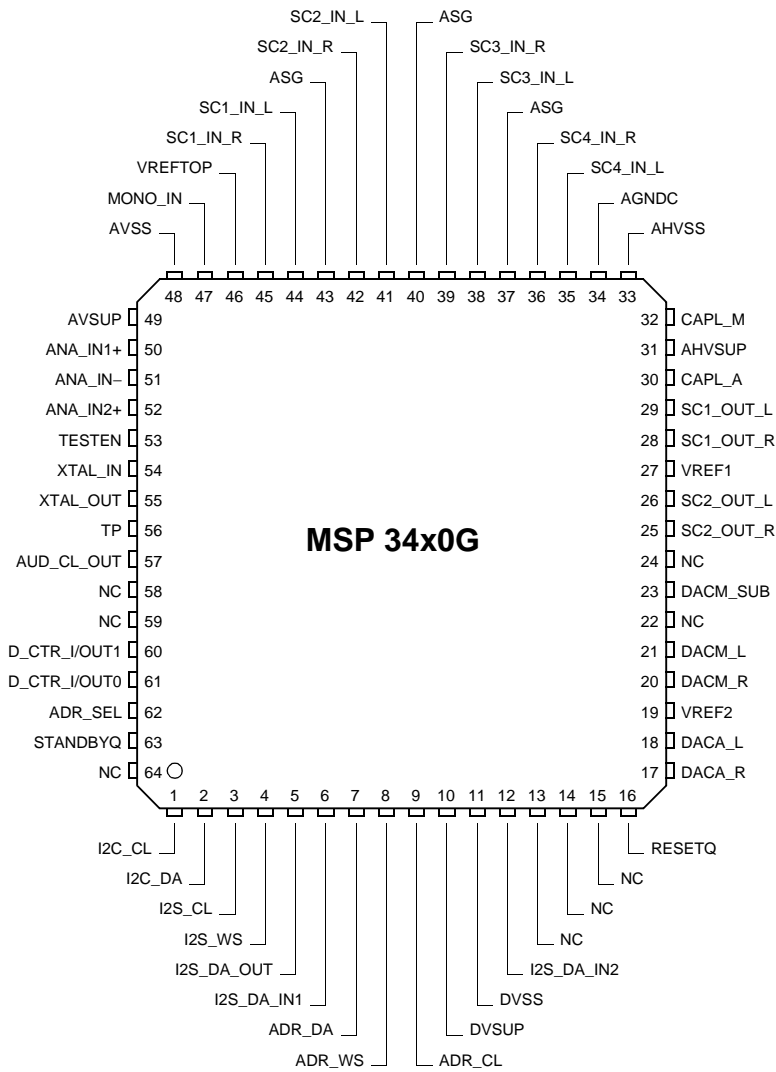 SC2_IN_L ASG
SC2_IN_R SC3_IN_R
ASG SC3_IN_L
SC1_IN_L ASG
SC1_IN_R SC4_IN_R
VREFTOP SC4_IN_L
MONO_IN AGNDC
AVSS AHVSS
48 47 46 45 44 43 42 41 40 39 38 37 36 35 34 33
AVSUP 49 32 CAPL_M
ANA_IN1+ 50 31 AHVSUP
ANA_IN− 51 30 CAPL_A
ANA_IN2+ 52 29 SC1_OUT_L
TESTEN 53 28 SC1_OUT_R
XTAL_IN 54 27 VREF1
XTAL_OUT 55 26 SC2_OUT_L
TP 56 25 SC2_OUT_R
MSP 34x0G
AUD_CL_OUT 57 24 NC
NC 58 23 DACM_SUB
NC 59 22 NC
D_CTR_I/OUT1 60 21 DACM_L
D_CTR_I/OUT0 61 20 DACM_R
ADR_SEL 62 19 VREF2
STANDBYQ 63 18 DACA_L
NC 64 17 DACA_R
1 2 3 4 5 6 7 8 9 10 11 12 13 14 15 16
I2C_CL RESETQ
I2C_DA NC
I2S_CL NC
I2S_WS NC
I2S_DA_OUT I2S_DA_IN2
I2S_DA_IN1 DVSS
ADR_DA DVSUP
ADR_WS ADR_CL